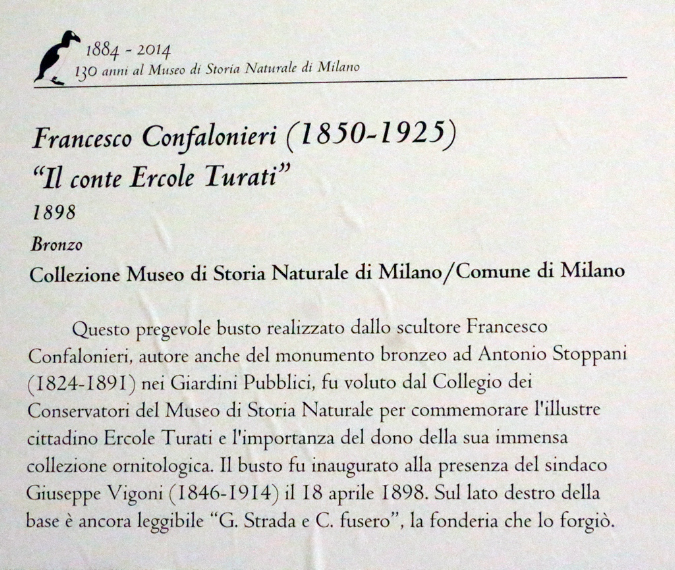 1884 - 2014
130 anni al Museo di Storia Naturale di Milano
Francesco Confalonieri (1850-1925)
“Il conte Ercole Turati”
1898
Bronzo
Collezione Museo di Storia Naturale di Milano/Comune di Milano
Questo pregevole busto realizzato dallo scultore Francesco
Confalonieri, autore anche del monumento bronzeo ad Antonio Stoppani
(1824-1891) nei Giardini Pubblici, fu voluto dal Collegio dei
Conservatori del Museo di Storia Naturale per commemorare l'illustre
cittadino Ercole Turati e l'importanza del dono della sua immensa
collezione ornitologica. Il busto fu inaugurato alla presenza del sindaco
Giuseppe Vigoni (1846-1914) il 18 aprile 1898. Sul lato destro della
base è ancora leggibile “G. Strada e C. fusero”, la fonderia che lo forgiò.